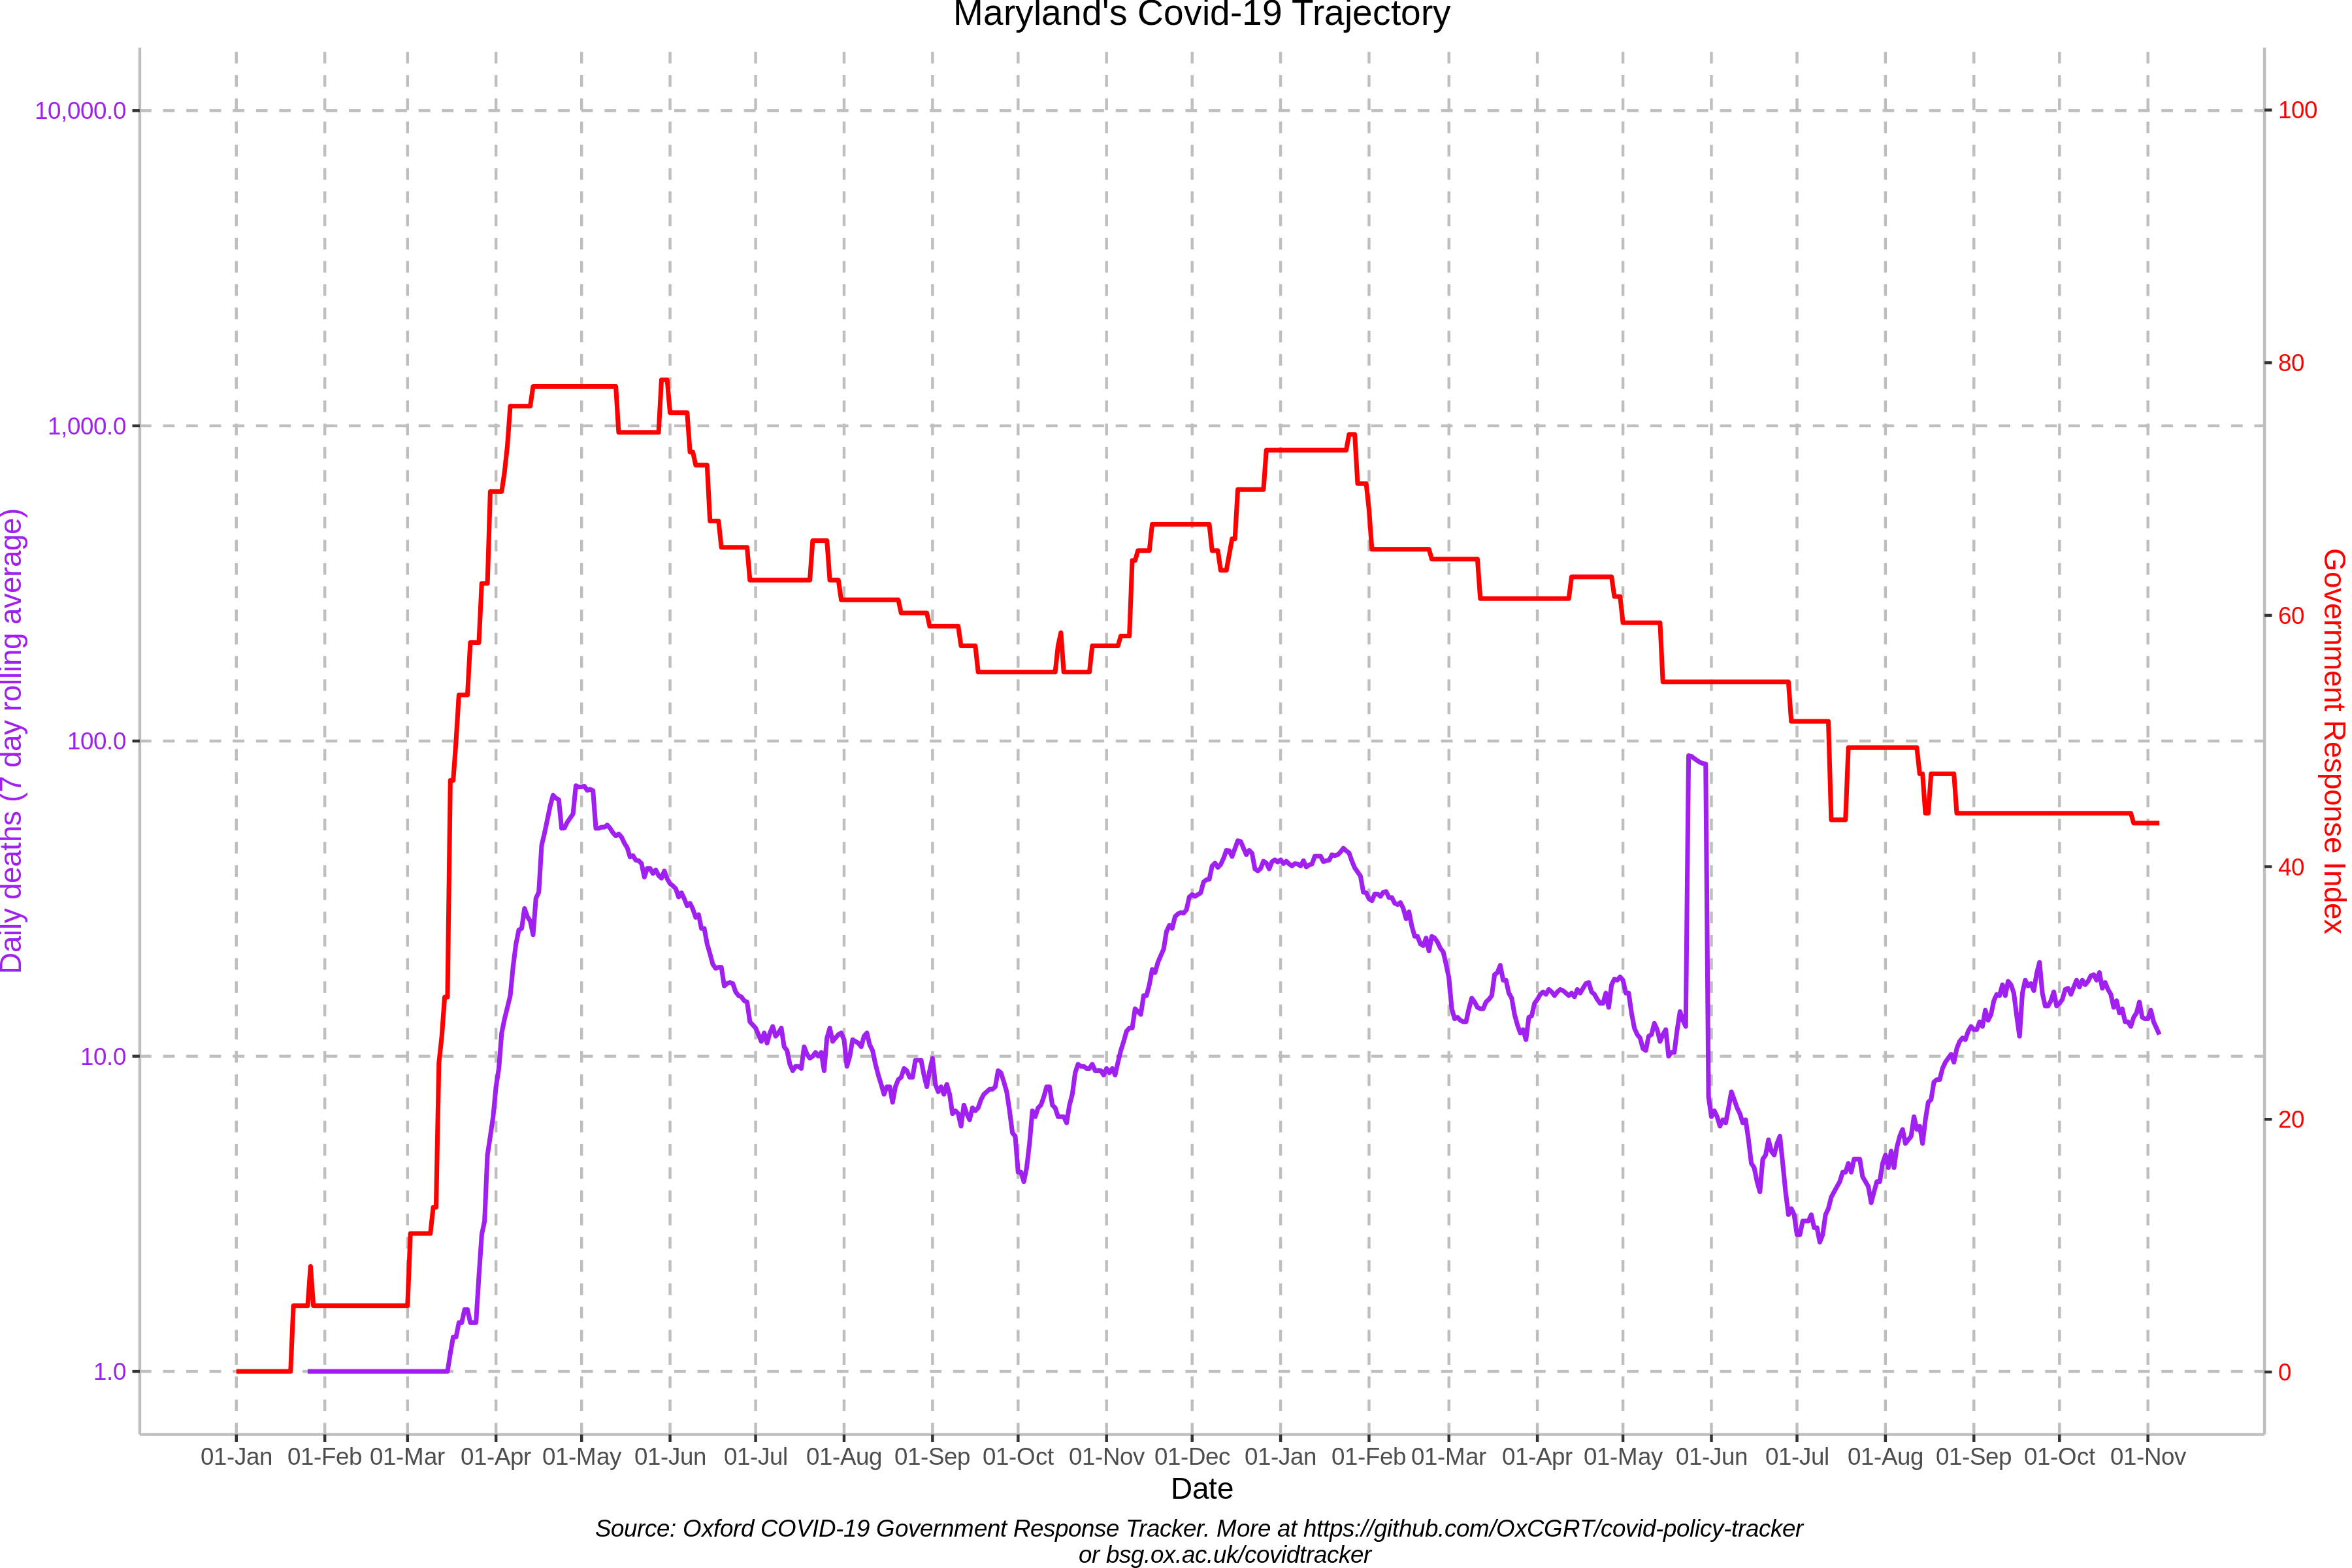 Maryland's Covid-19 Trajectory
10,000.0
1,000.0
100.0
10.0
1.0
Daily deaths (7 day rolling average)
100
80
60
40
20
0
Government Response Index
01-Jan 01-Feb 01-Mar 01-Apr 01-May 01-Jun 01-Jul 01-Aug 01-Sep 01-Oct 01-Nov 01-Dec 01-Jan 01-Feb 01-Mar 01-Apr 01-May 01-Jun 01-Jul 01-Aug 01-Sep 01-Oct 01-Nov
Date
Source: Oxford COVID-19 Government Response Tracker. More at https://github.com/OxCGRT/covid-policy-tracker
or bsg.ox.ac.uk/covidtracker